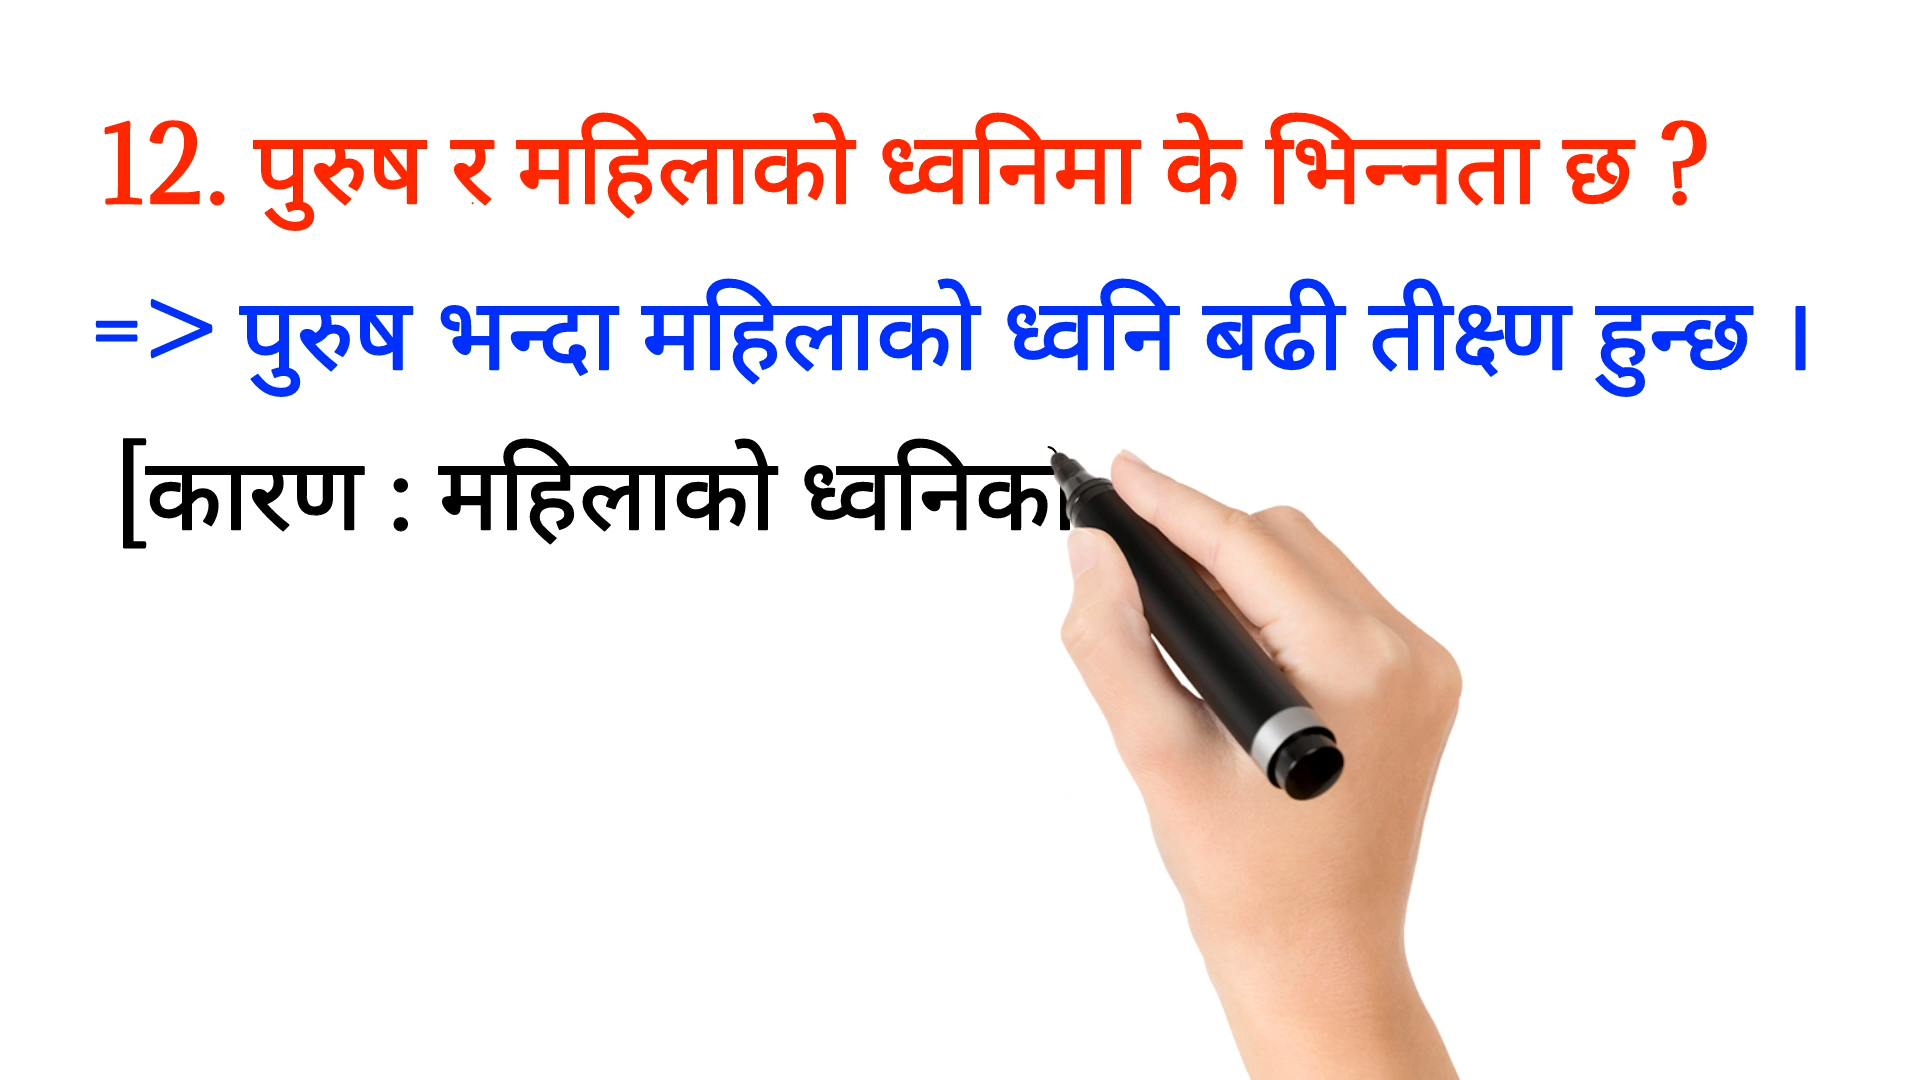 12. पुरुष र महिलाको ध्वनिमा के भिन्नता छ ?
=> पुरुष भन्दा महिलाको ध्वनि बढी तीक्ष्ण हुन्छ ।
[कारण : महिलाको ध्वनिका